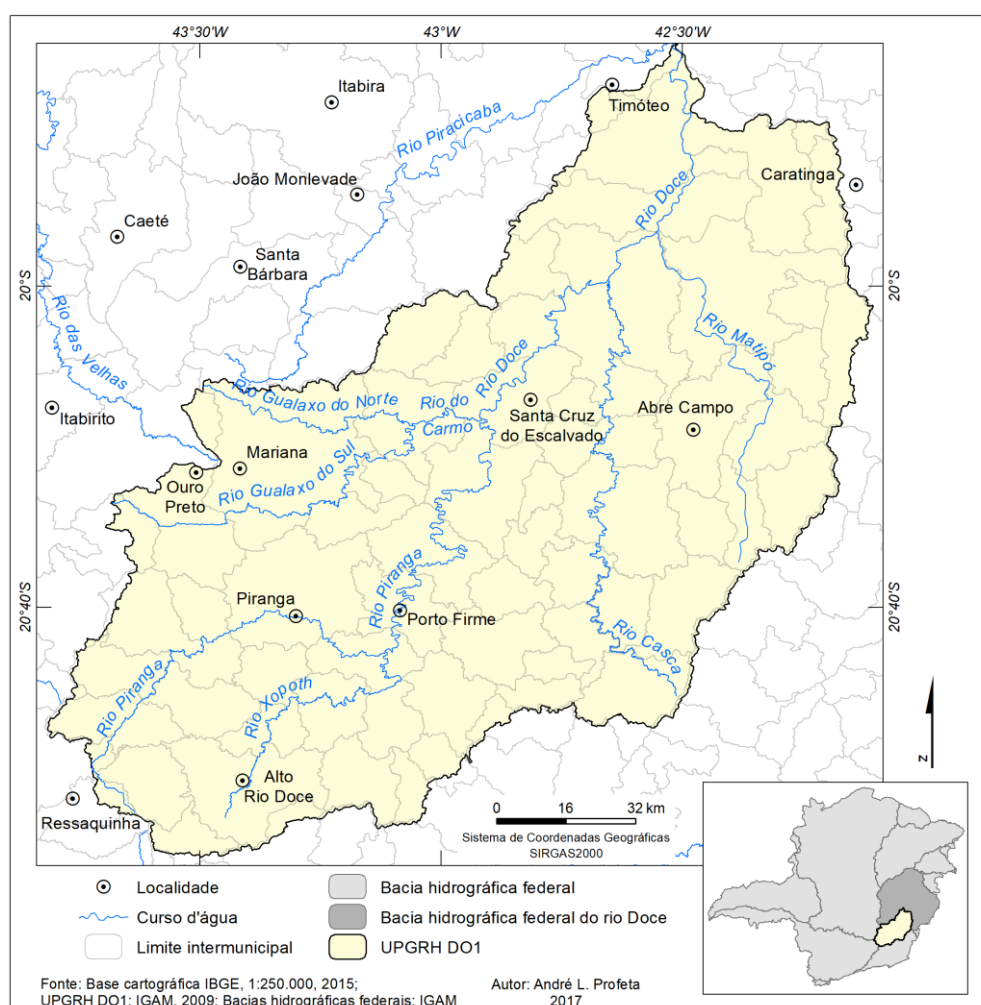 43°30'W
43°W
42°30'W
Itabira
Timóteo
Rio Piracicaba
João Monlevade
Caratinga
Caeté
Rio Doce
Santa
Bárbara
20°S
20°S
Rio das Velhas
Rio Matipó
Rio Doce
Rio Gualaxo do Norte
Rio do
Carmo
Itabirito
Santa Cruz
do Escalvado
Abre Campo
Mariana
Ouro
Preto
Rio Gualaxo do Sul
20°40'S
20°40'S
Rio Piranga
Piranga
Porto Firme
Rio Casca
Rio Piranga
Rio Xopoth
Alto
Rio Doce
Ressaquinha
0 16 32 km
Sistema de Coordenadas Geográficas
SIRGAS2000
N
Localidade
Curso d'água
Limite intermunicipal
Bacia hidrográfica federal
Bacia hidrográfica federal do rio Doce
UPGRH DO1
Fonte: Base cartográfica IBGE, 1:250.000, 2015;
UPGRH DO1: IGAM, 2009; Bacias hidrográficas federais: IGAM
Autor: André L. Profeta
2017